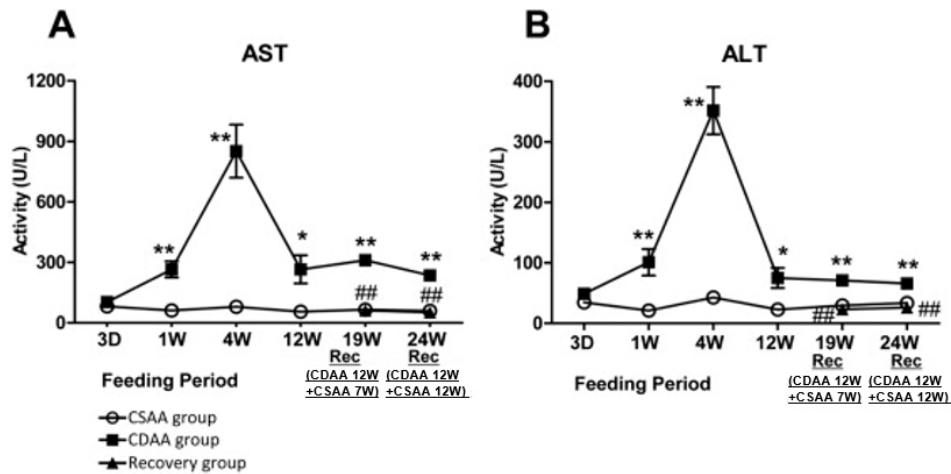 A
AST
1200
900
600
300
0
Activity (U/L)
**
**
*
**
**
##
##
3D 1W 4W 12W 19W 24W
Rec Rec
(CDAA 12W (CDAA 12W
+CSAA 7W) +CSAA 12W)
Feeding Period
CSAA group
CDAA group
Recovery group
B
ALT
400
300
200
100
0
Activity (U/L)
**
**
*
**
**
##
##
3D 1W 4W 12W 19W 24W
Rec Rec
(CDAA 12W (CDAA 12W
+CSAA 7W) +CSAA 12W)
Feeding Period